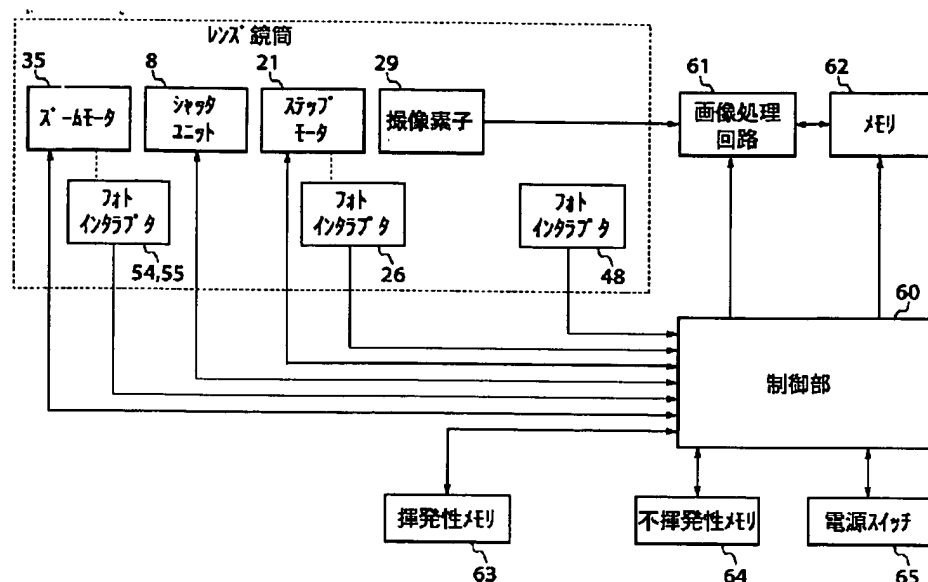 レンズ鏡筒
35
8
21
29
61
62
ズームモータ
シャッタ
ユニット
ステップ
モータ
撮像素子
画像処理
回路
メモリ
フォト
インタラプタ
54,55
フォト
インタラプタ
26
フォト
インタラプタ
48
60
制御部
揮発性メモリ
63
不揮発性メモリ
64
電源スイッチ
65